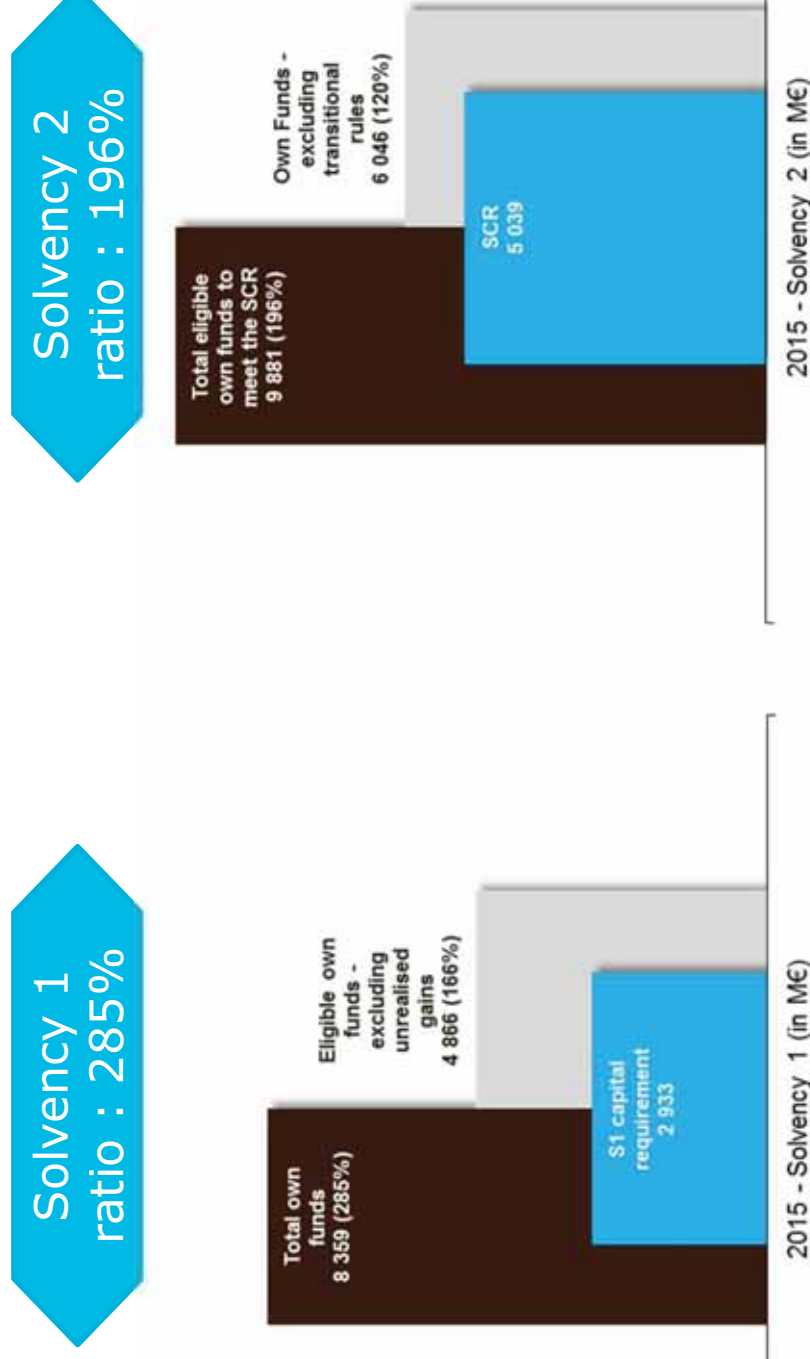 Solvency 1
ratio : 285%
Total own
funds
8 359 (285%)
Eligible own
funds -
excluding
unrealised
gains
4 866 (166%)
S1 capital
requirement
2 933
2015 - Solvency 1 (in M€)
Solvency 2
ratio : 196%
Total eligible
own funds to
meet the SCR
9 881 (196%)
Own Funds -
excluding
transitional
rules
6 046 (120%)
SCR
5 039
2015 - Solvency 2 (in M€)